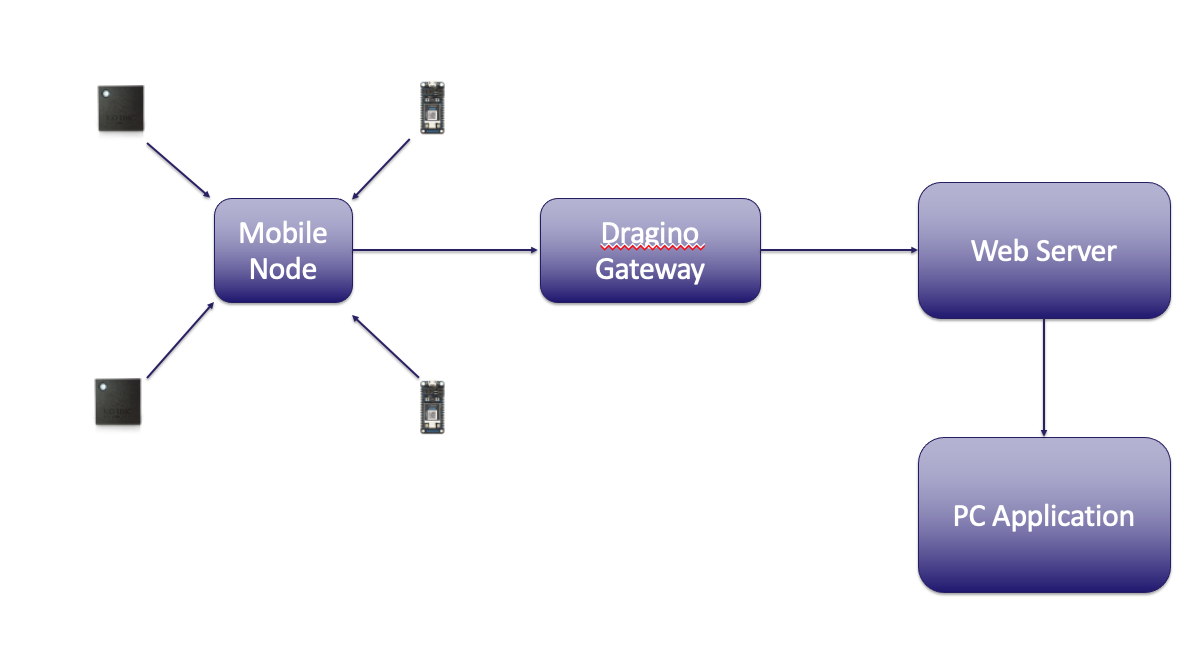 Mobile
Node
Dragino
Gateway
Web Server
PC Application